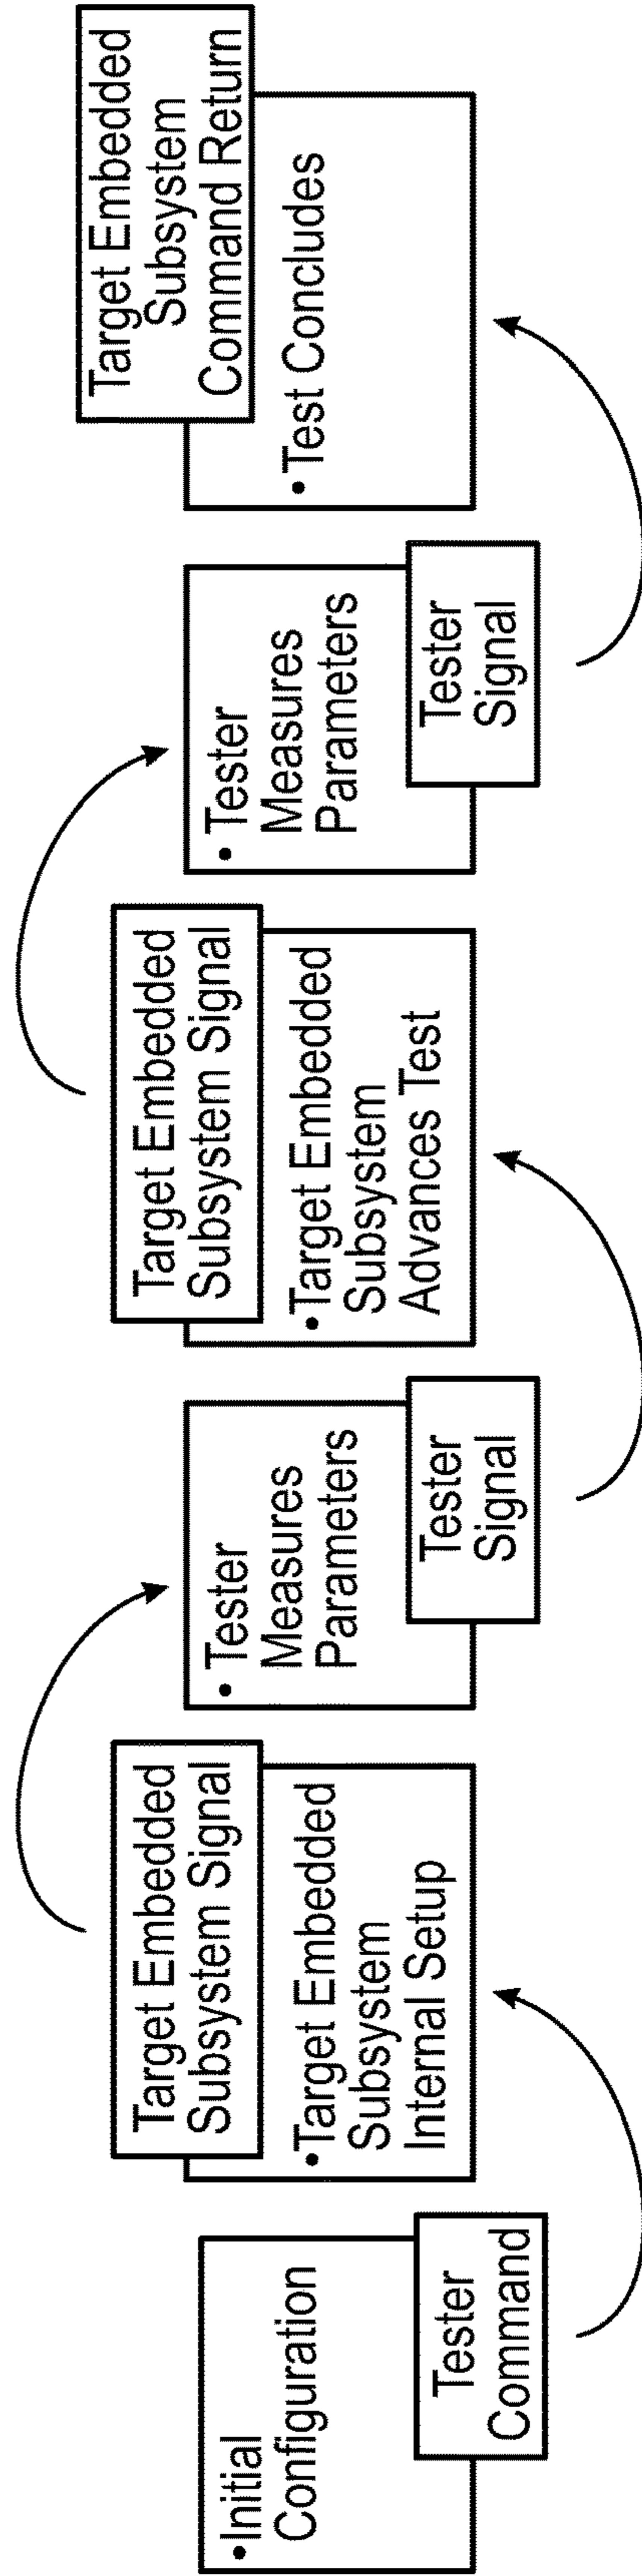 •Initial
Configuration
Tester
Command
Target Embedded
Subsystem Signal
•Target Embedded
Subsystem
Internal Setup
•Tester
Measures
Parameters
Tester
Signal
Target Embedded
Subsystem Signal
•Target Embedded
Subsystem
Advances Test
•Tester
Measures
Parameters
Tester
Signal
Target Embedded
Subsystem
Command Return
•Test Concludes